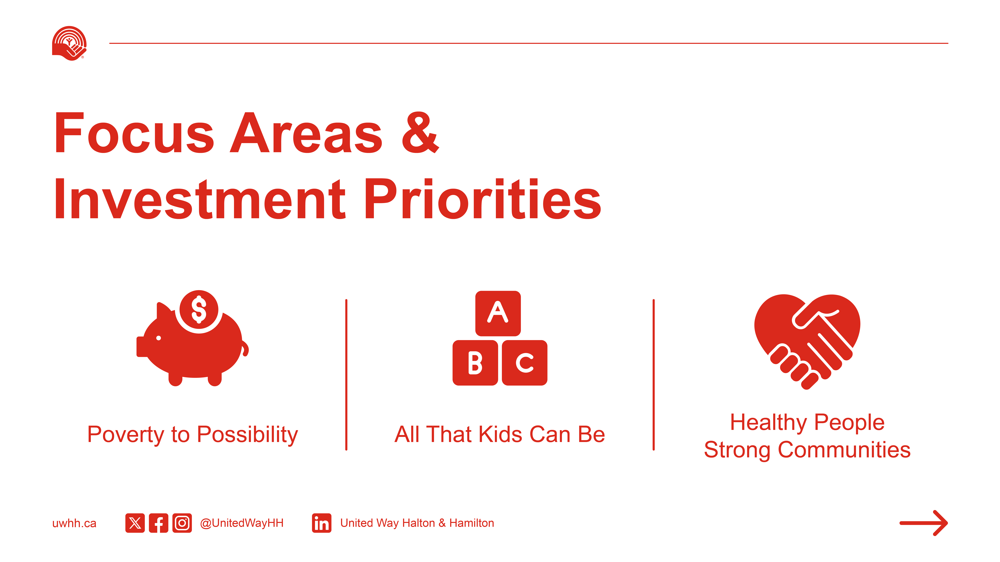 ®
Focus Areas &
Investment Priorities
$
A
B C
Poverty to Possibility
All That Kids Can Be
Healthy People
Strong Communities
uwhh.ca
@UnitedWayHH
in
United Way Halton & Hamilton